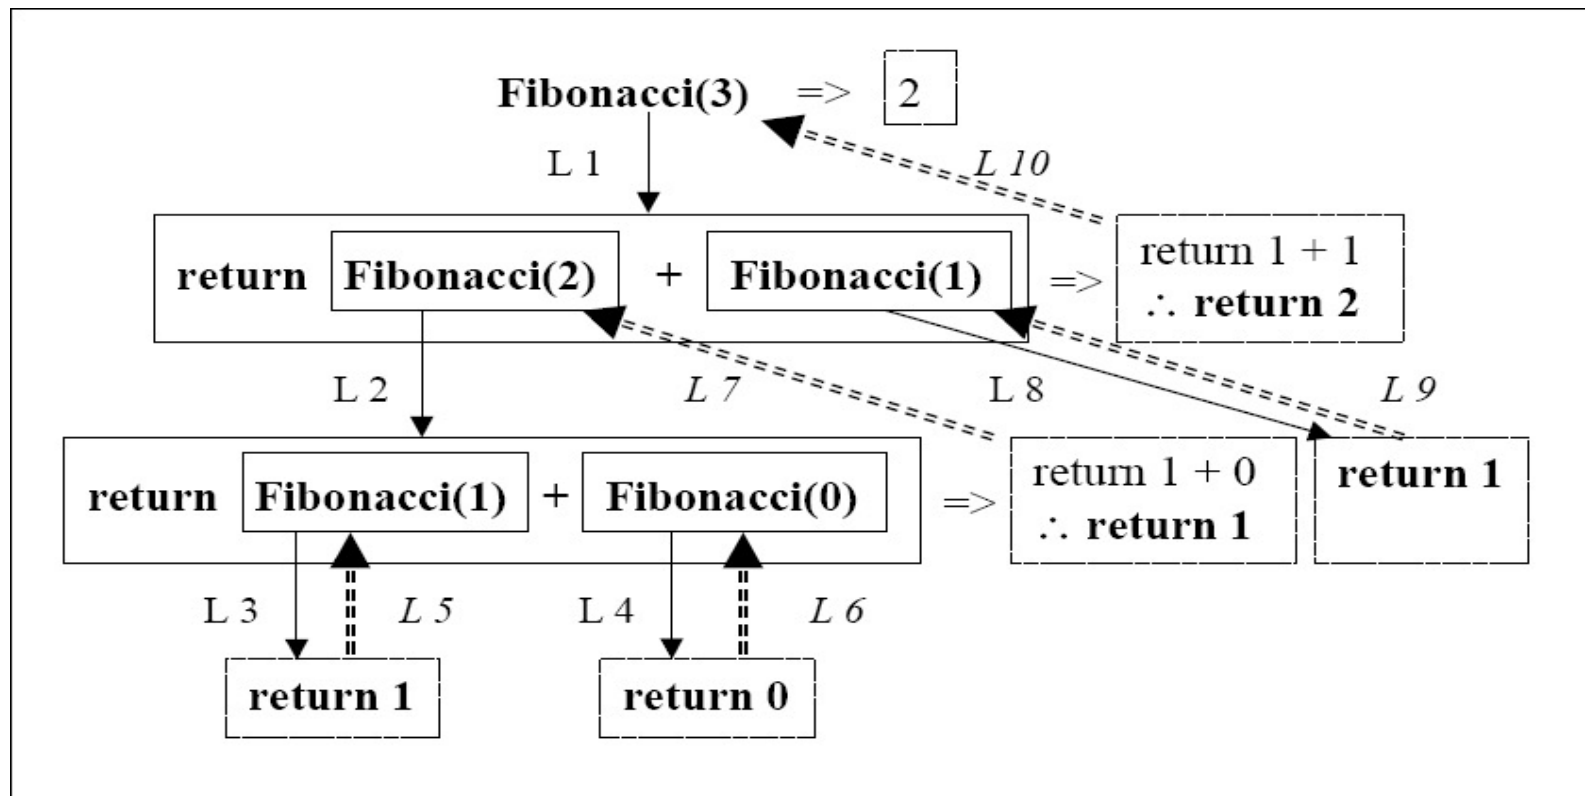 Fibonacci(3) => 2
L 1
L 10
return Fibonacci(2) + Fibonacci(1) =>
return 1 + 1
∴ return 2
L 2
L 7
L 8
L 9
return Fibonacci(1) + Fibonacci(0) =>
return 1 + 0
∴ return 1
return 1
L 3
L 5
L 4
L 6
return 1
return 0